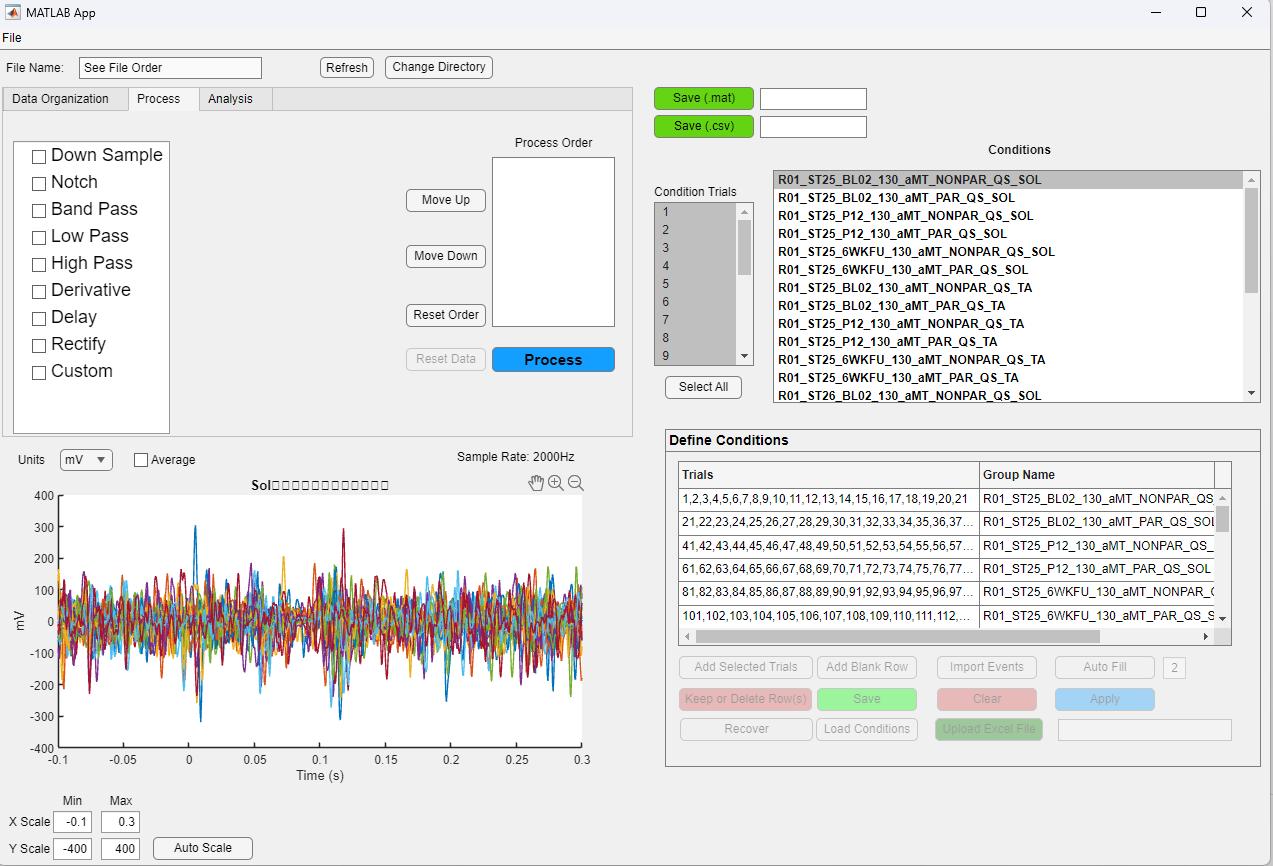 MATLAB App
File
File Name: See File Order Refresh Change Directory
Data Organization Process Analysis
Down Sample
Notch
Band Pass
Low Pass
High Pass
Derivative
Delay
Rectify
Custom
Process Order
Move Up
Move Down
Reset Order
Reset Data Process
Save (.mat)
Save (.csv)
Condition Trials
1
2
3
4
5
6
7
8
9
Select All
Conditions
R01_ST25_BL02_130_aMT_NONPAR_QS_SOL
R01_ST25_BL02_130_aMT_PAR_QS_SOL
R01_ST25_P12_130_aMT_NONPAR_QS_SOL
R01_ST25_P12_130_aMT_PAR_QS_SOL
R01_ST25_6WKFU_130_aMT_NONPAR_QS_SOL
R01_ST25_6WKFU_130_aMT_PAR_QS_SOL
R01_ST25_BL02_130_aMT_NONPAR_QS_TA
R01_ST25_BL02_130_aMT_PAR_QS_TA
R01_ST25_P12_130_aMT_NONPAR_QS_TA
R01_ST25_P12_130_aMT_PAR_QS_TA
R01_ST25_6WKFU_130_aMT_NONPAR_QS_TA
R01_ST25_6WKFU_130_aMT_PAR_QS_TA
R01_ST26_BL02_130_aMT_NONPAR_QS_SOL
Units mV Average Sample Rate: 2000Hz
Sol
400
300
200
100
0
-100
-200
-300
-400
mV
-0.1 -0.05 0 0.05 0.1 0.15 0.2 0.25 0.3
Time (s)
Min Max
X Scale -0.1 0.3
Y Scale -400 400 Auto Scale
Define Conditions
Trials Group Name
1,2,3,4,5,6,7,8,9,10,11,12,13,14,15,16,17,18,19,20,21 R01_ST25_BL02_130_aMT_NONPAR_QS
21,22,23,24,25,26,27,28,29,30,31,32,33,34,35,36,37... R01_ST25_BL02_130_aMT_PAR_QS_SOL
41,42,43,44,45,46,47,48,49,50,51,52,53,54,55,56,57... R01_ST25_P12_130_aMT_NONPAR_QS_
61,62,63,64,65,66,67,68,69,70,71,72,73,74,75,76,77... R01_ST25_P12_130_aMT_PAR_QS_SOL
81,82,83,84,85,86,87,88,89,90,91,92,93,94,95,96,97... R01_ST25_6WKFU_130_aMT_NONPAR_Q
101,102,103,104,105,106,107,108,109,110,111,112,... R01_ST25_6WKFU_130_aMT_PAR_QS_S
Add Selected Trials Add Blank Row Import Events Auto Fill 2
Keep or Delete Row(s) Save Clear Apply
Recover Load Conditions Upload Excel File